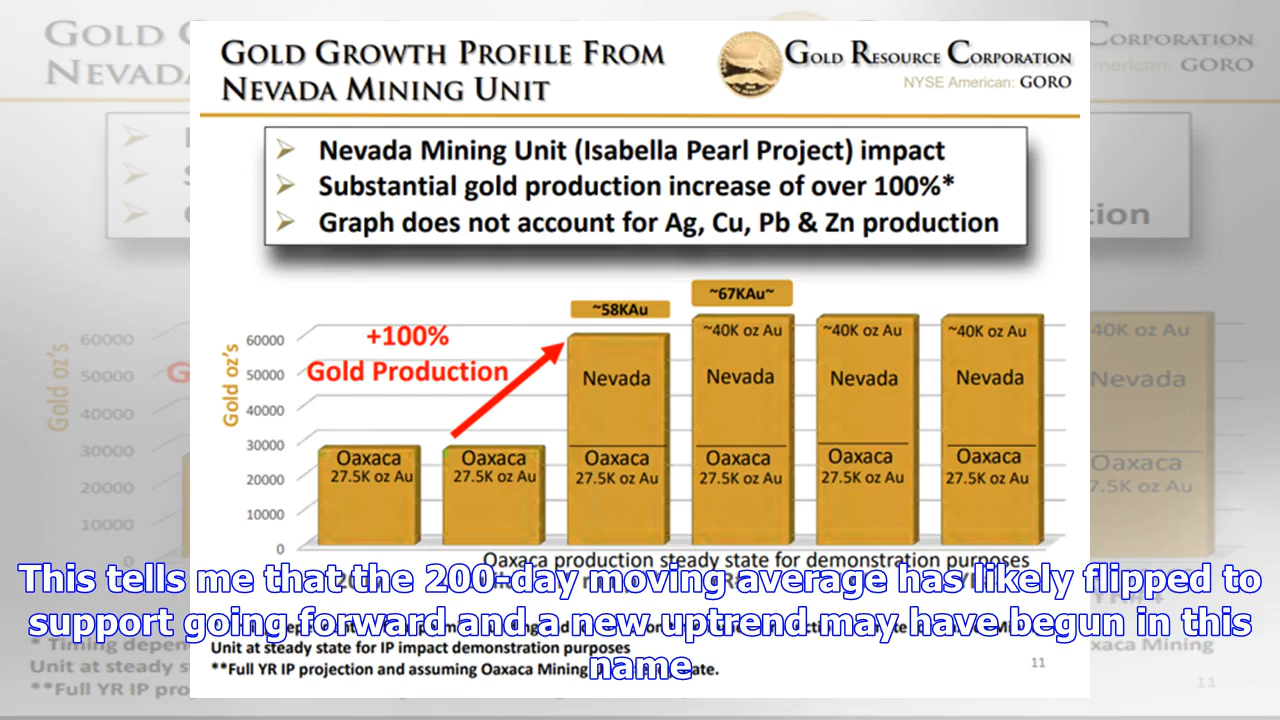 GOLD GROWTH PROFILE FROM
NEVADA MINING UNIT
GOLD RESOURCE CORPORATION
NYSE American: GORO
Nevada Mining Unit (Isabella Pearl Project) impact
Substantial gold production increase of over 100%*
Graph does not account for Ag, Cu, Pb & Zn production
~58KAu
~67KAu~
+100%
Gold Production
Gold oz's
60000
50000
40000
30000
20000
10000
0
Oaxaca
27.5K oz Au
Oaxaca
27.5K oz Au
Nevada
Oaxaca
27.5K oz Au
~40K oz Au
Nevada
Oaxaca
27.5K oz Au
~40K oz Au
Nevada
Oaxaca
27.5K oz Au
~40K oz Au
Nevada
Oaxaca
27.5K oz Au
Oaxaca production steady state for demonstration purposes
This tells me that the 200-day moving average has likely flipped to
support going forward and a new uptrend may have begun in this
name
Unit at steady state for IP impact demonstration purposes
**Full YR IP projection and assuming Oaxaca Mining
11